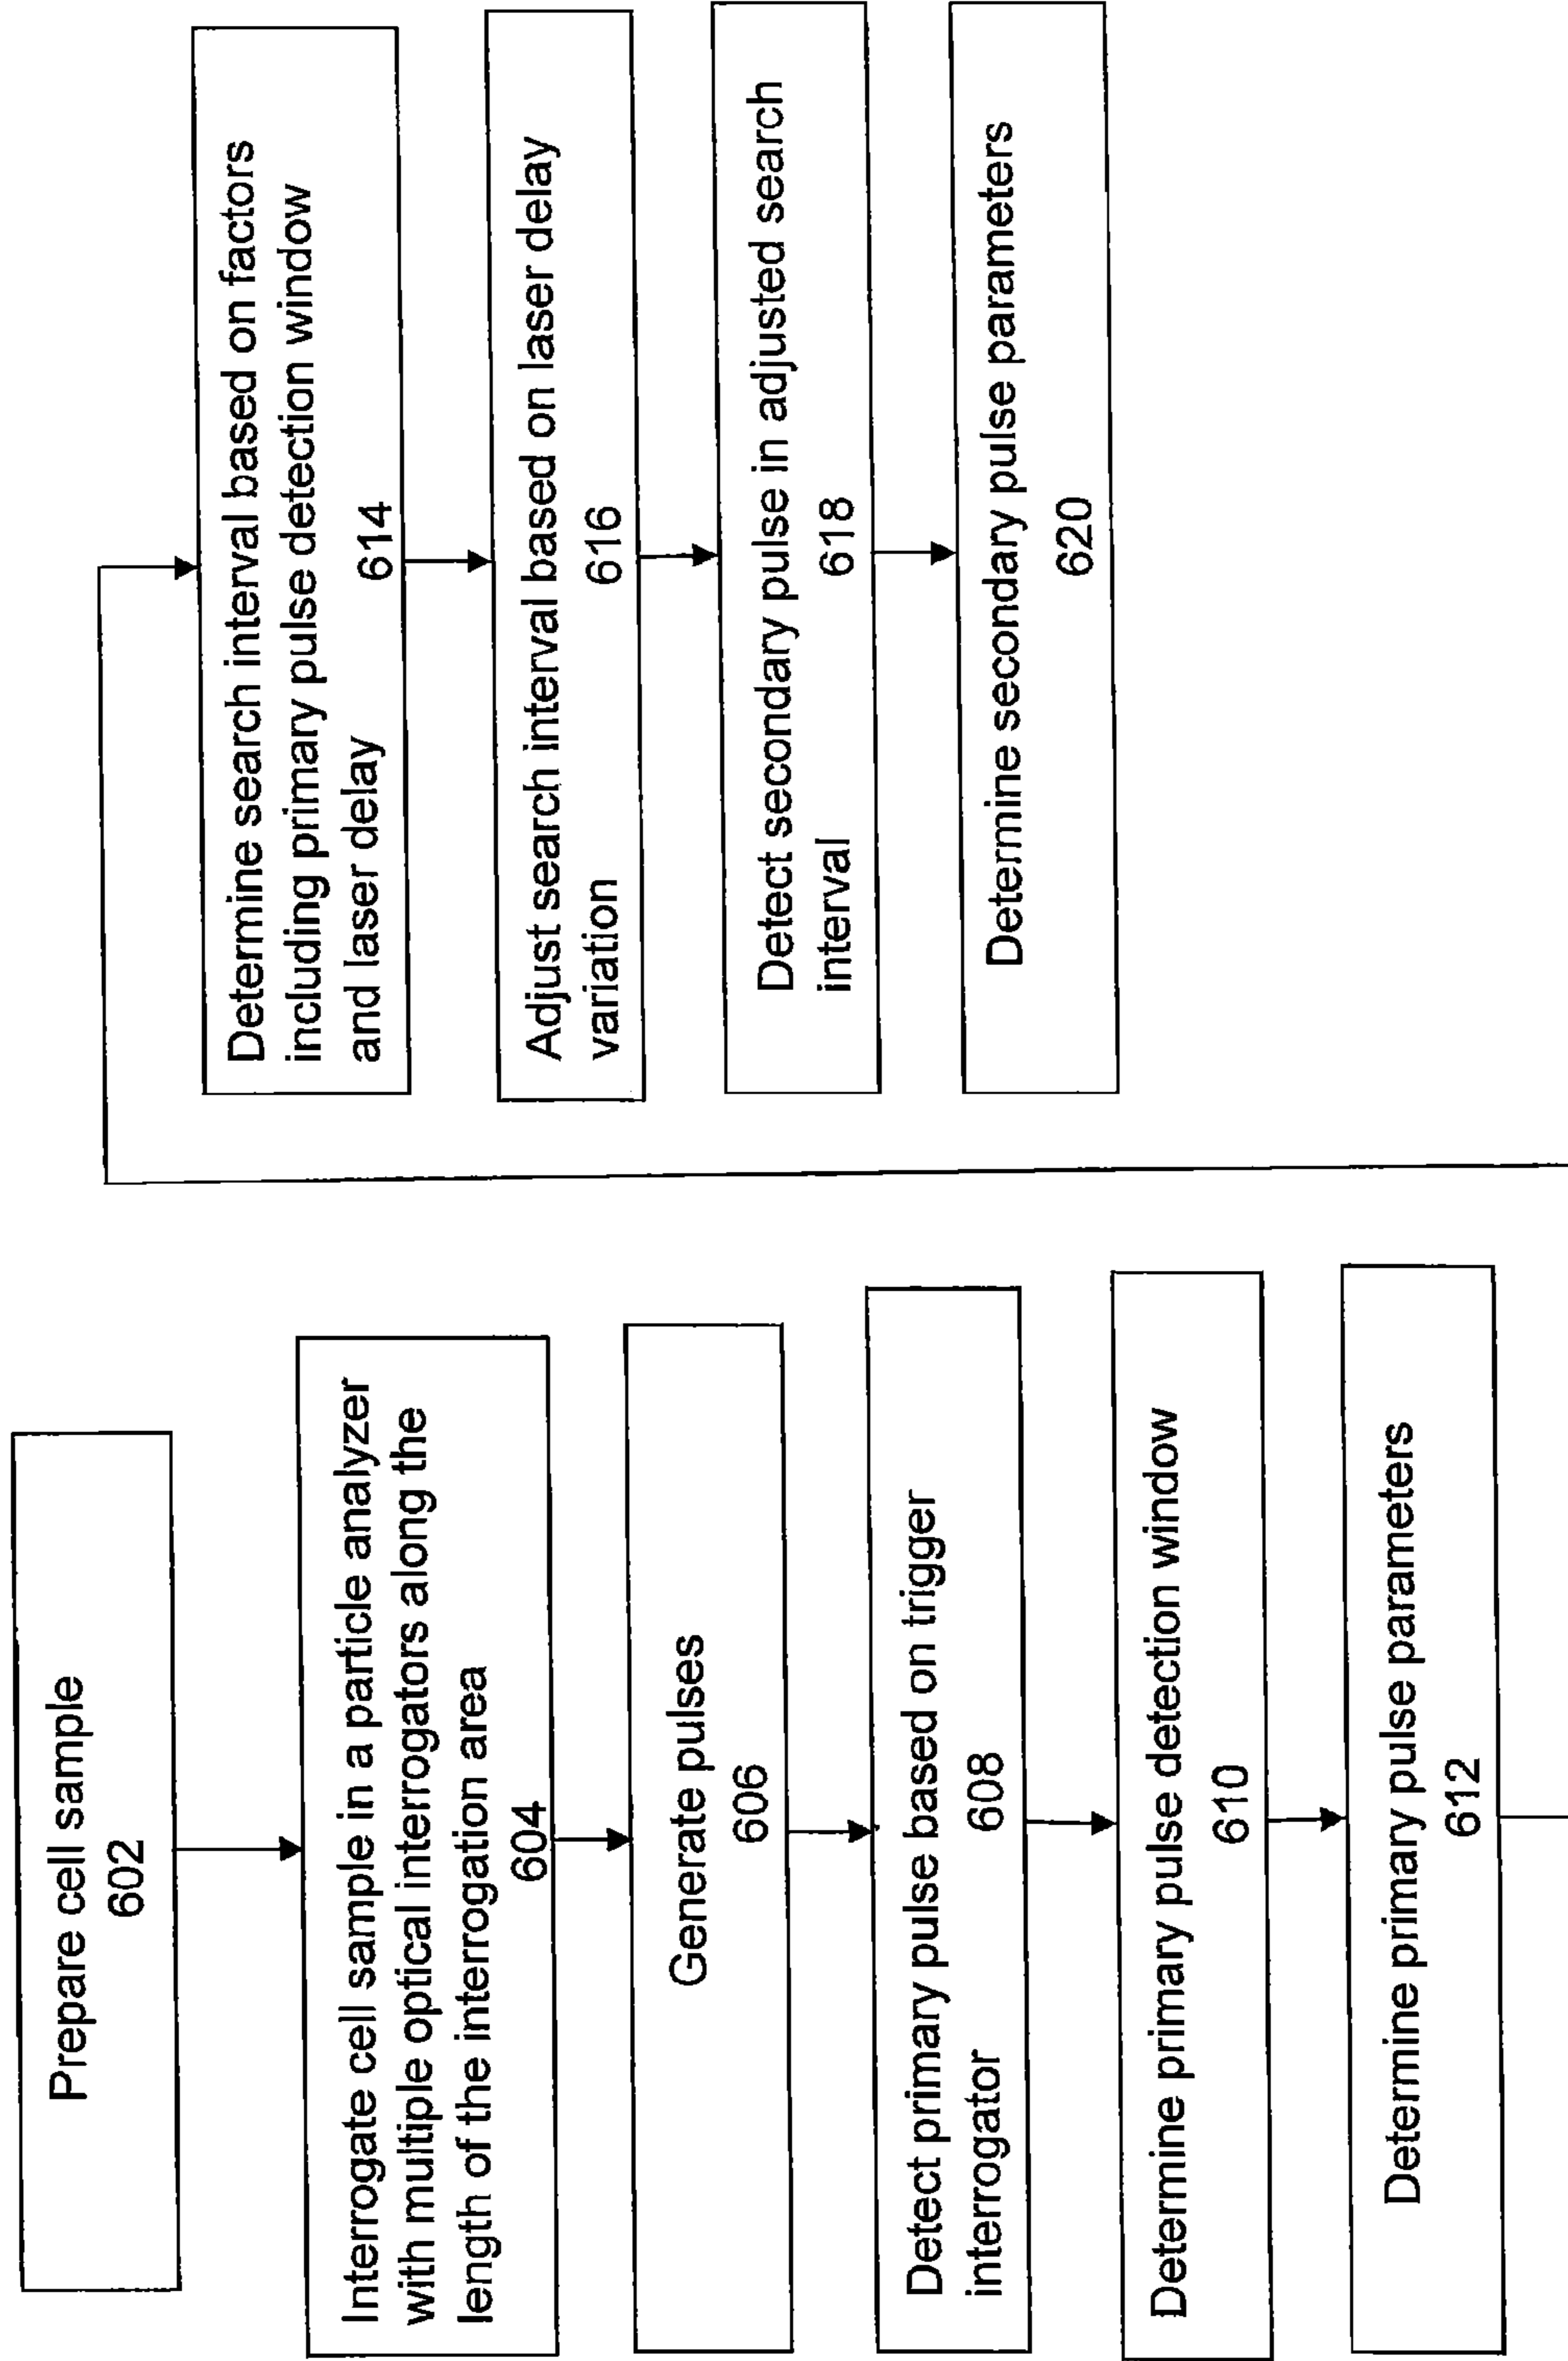 Prepare cell sample
602
Interrogate cell sample in a particle analyzer
with multiple optical interrogators along the
length of the interrogation area
604
Generate pulses
606
Detect primary pulse based on trigger
interrogator
608
Determine primary pulse detection window
610
Determine primary pulse parameters
612
Determine search interval based on factors
including primary pulse detection window
and laser delay
614
Adjust search interval based on laser delay
variation
616
Detect secondary pulse in adjusted search
interval
618
Determine secondary pulse parameters
620